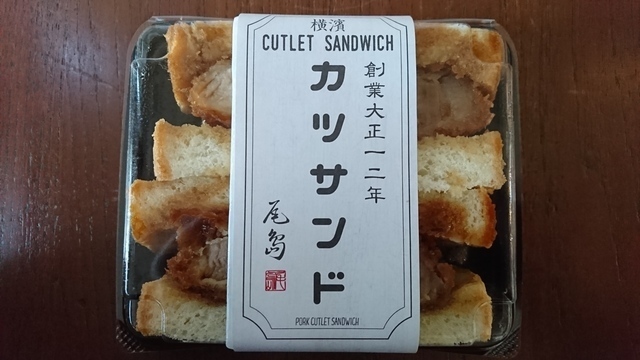 横濱
CUTLET SANDWICH
創業大正一二年
カツサンド
尾島
PORK CUTLET SANDWICH